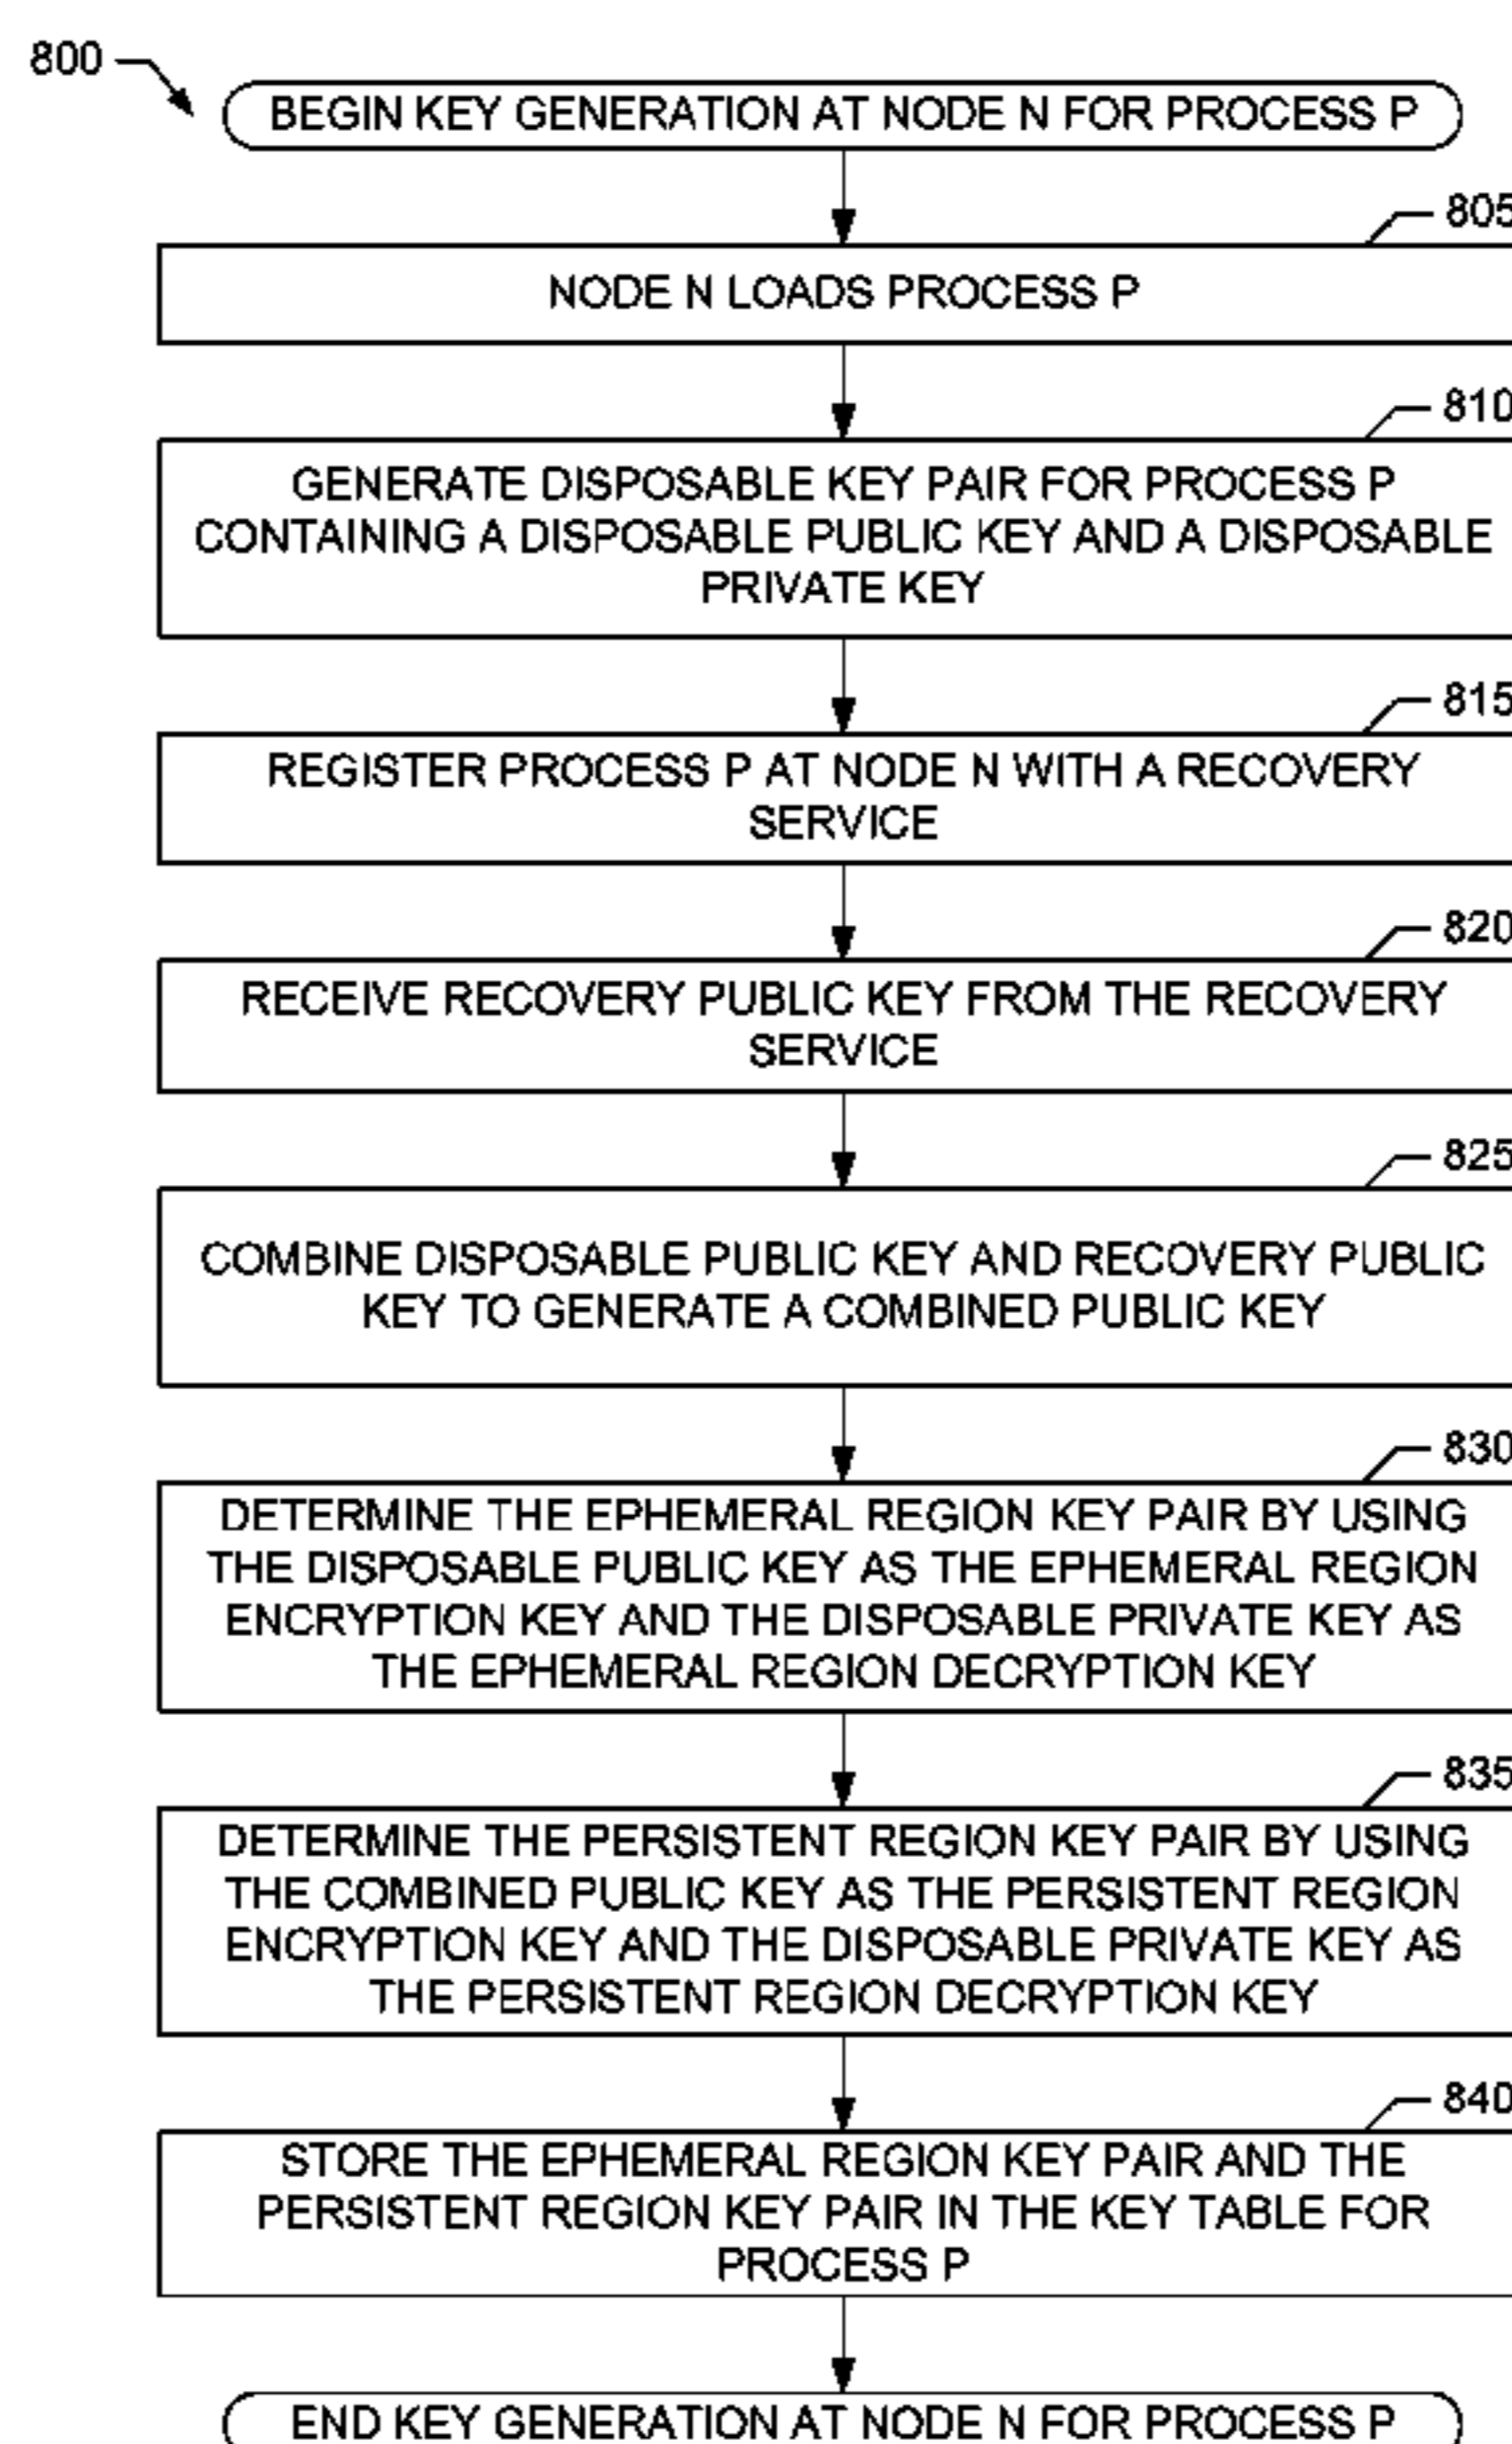 800
BEGIN KEY GENERATION AT NODE N FOR PROCESS P
805
NODE N LOADS PROCESS P
810
GENERATE DISPOSABLE KEY PAIR FOR PROCESS P
CONTAINING A DISPOSABLE PUBLIC KEY AND A DISPOSABLE
PRIVATE KEY
815
REGISTER PROCESS P AT NODE N WITH A RECOVERY
SERVICE
820
RECEIVE RECOVERY PUBLIC KEY FROM THE RECOVERY
SERVICE
825
COMBINE DISPOSABLE PUBLIC KEY AND RECOVERY PUBLIC
KEY TO GENERATE A COMBINED PUBLIC KEY
830
DETERMINE THE EPHEMERAL REGION KEY PAIR BY USING
THE DISPOSABLE PUBLIC KEY AS THE EPHEMERAL REGION
ENCRYPTION KEY AND THE DISPOSABLE PRIVATE KEY AS
THE EPHEMERAL REGION DECRYPTION KEY
835
DETERMINE THE PERSISTENT REGION KEY PAIR BY USING
THE COMBINED PUBLIC KEY AS THE PERSISTENT REGION
ENCRYPTION KEY AND THE DISPOSABLE PRIVATE KEY AS
THE PERSISTENT REGION DECRYPTION KEY
840
STORE THE EPHEMERAL REGION KEY PAIR AND THE
PERSISTENT REGION KEY PAIR IN THE KEY TABLE FOR
PROCESS P
END KEY GENERATION AT NODE N FOR PROCESS P